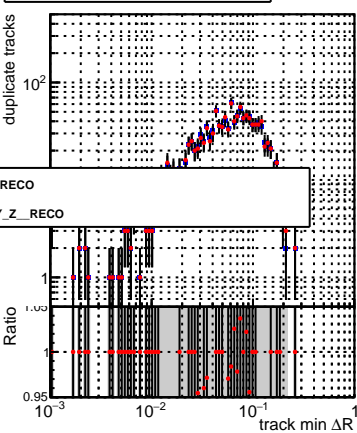 duplicate tracks
10²
RECO
Y_Z__RECO
1
Ratio
1.05
1
0.95
10⁻³
10⁻²
10⁻¹
1
track min ΔR